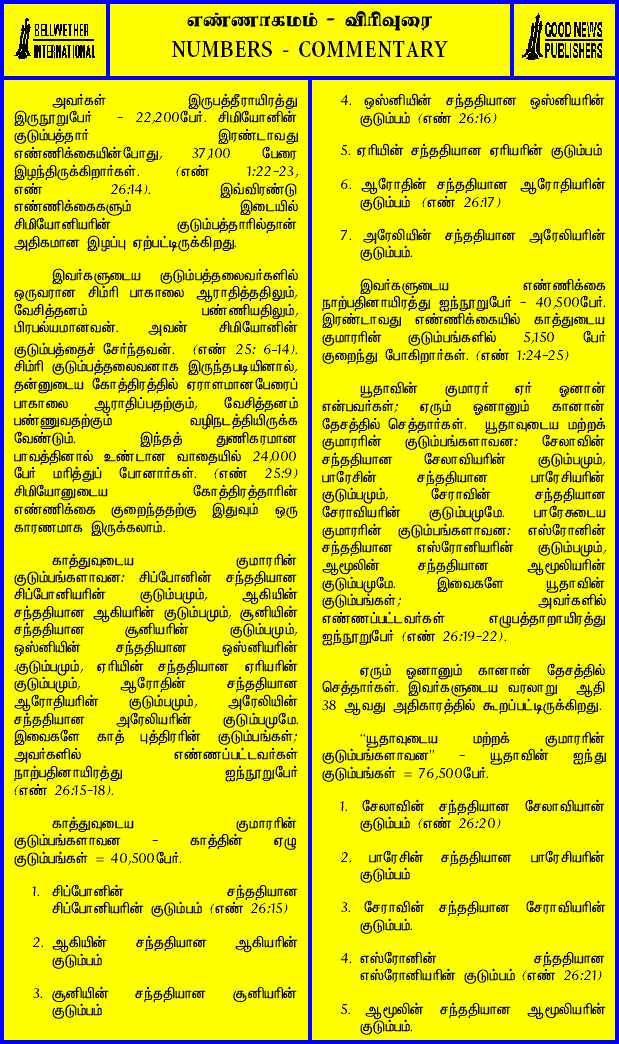 BELLWETHER
INTERNATIONAL
எண்ணாகமம் - விரிவுரை
NUMBERS - COMMENTARY
GOOD NEWS
PUBLISHERS
அவர்கள் இருபத்தீராயிரத்து
இருநூறுபேர் - 22,200பேர். சிமியோனின்
குடும்பத்தார் இரண்டாவது
எண்ணிக்கையின்போது, 37,100 பேரை
இழந்திருக்கிறார்கள். (எண் 1:22-23,
எண் 26:14). இவ்விரண்டு
எண்ணிக்கைகளும் இடையில்
சிமியோனியரின் குடும்பத்தாரில்தான்
அதிகமான இழப்பு ஏற்பட்டிருக்கிறது.
இவர்களுடைய குடும்பத்தலைவர்களில்
ஒருவரான சிம்ரி பாகாலை ஆராதித்ததிலும்,
வேசித்தனம் பண்ணியதிலும்,
பிரபல்யமானவன். அவன் சிமியோனின்
குடும்பத்தைச் சேர்ந்தவன். (எண் 25: 6-14).
சிம்ரி குடும்பத்தலைவனாக இருந்தபடியினால்,
தன்னுடைய கோத்திரத்தில் ஏராளமானபேரைப்
பாகாலை ஆராதிப்பதற்கும், வேசித்தனம்
பண்ணுவதற்கும் வழிநடத்தியிருக்க
வேண்டும். இந்தத் துணிகரமான
பாவத்தினால் உண்டான வாதையில் 24,000
பேர் மரித்துப் போனார்கள். (எண் 25:9)
சிமியோனுடைய கோத்திரத்தாரின்
எண்ணிக்கை குறைந்ததற்கு இதுவும் ஒரு
காரணமாக இருக்கலாம்.
காத்துவுடைய குமாரரின்
குடும்பங்களாவன: சிப்போனின் சந்ததியான
சிப்போனியரின் குடும்பமும், ஆகியின்
சந்ததியான ஆகியரின் குடும்பமும், சூனியின்
சந்ததியான சூனியரின் குடும்பமும்,
ஒஸ்னியின் சந்ததியான ஒஸ்னியரின்
.குடும்பமும், ஏரியின் சந்ததியான ஏரியரின்
குடும்பமும், ஆரோதின் சந்ததியான
ஆரோதியரின் குடும்பமும், அரேலியின்
சந்ததியான அரேலியரின் குடும்பமுமே.
இவைகளே காத் புத்திரரின் குடும்பங்கள்;
அவர்களில் எண்ணப்பட்டவர்கள்
நாற்பதினாயிரத்து ஐந்நூறுபேர்
(எண் 26:15-18).
காத்துவுடைய குமாரரின்
குடும்பங்களாவன - காத்தின் ஏழு
குடும்பங்கள் = 40,500பேர்.
1. சிப்போனின் சந்ததியான
சிப்போனியரின் குடும்பம் (எண் 26:15)
2. ஆகியின் சந்ததியான ஆகியரின்
குடும்பம்
3. சூனியின் சந்ததியான சூனியரின்
குடும்பம்
4. ஒஸ்னியின் சந்ததியான ஒஸ்னியரின்
குடும்பம் (எண் 26:16)
5. ஏரியின் சந்ததியான ஏரியரின் குடும்பம்
6. ஆரோதின் சந்ததியான ஆரோதியரின்
குடும்பம் (எண் 26:17)
7. அரேலியின் சந்ததியான அரேலியரின்
குடும்பம்.
இவர்களுடைய எண்ணிக்கை
நாற்பதினாயிரத்து ஐந்நூறுபேர் - 40,500பேர்.
இரண்டாவது எண்ணிக்கையில் காத்துடைய
குமாரரின் குடும்பங்களில் 5,150 பேர்
குறைந்து போகிறார்கள். (எண் 1:24-25)
யூதாவின் குமாரர் ஏர் ஓனான்
என்பவர்கள்; ஏரும் ஓனானும் கானான்
தேசத்தில் செத்தார்கள். யூதாவுடைய மற்றக்
குமாரரின் குடும்பங்களாவன: சேலாவின்
சந்ததியான சேலாவியரின் குடும்பமும்,
பாரேசின் சந்ததியான பாரேசியரின்
குடும்பமும், சேராவின் சந்ததியான
சேராவியரின் குடும்பமுமே. பாரேசுடைய
குமாரரின் குடும்பங்களாவன: எஸ்ரோனின்
சந்ததியான எஸ்ரோனியரின் குடும்பமும்,
ஆமூலின் சந்ததியான ஆமூலியரின்
குடும்பமுமே. இவைகளே யூதாவின்
குடும்பங்கள்; அவர்களில்
எண்ணப்பட்டவர்கள் எழுபத்தாறாயிரத்து
ஐந்நூறுபேர் (எண் 26:19-22).
ஏரும் ஓனானும் கானான் தேசத்தில்
செத்தார்கள். இவர்களுடைய வரலாறு ஆதி
38 ஆவது அதிகாரத்தில் கூறப்பட்டிருக்கிறது.
"யூதாவுடைய மற்றக் குமாரரின்
குடும்பங்களாவன" - யூதாவின் ஐந்து
குடும்பங்கள் = 76,500பேர்.
1. சேலாவின் சந்ததியான சேலாவியான்
குடும்பம் (எண் 26:20)
2. பாரேசின் சந்ததியான பாரேசியரின்
குடும்பம்
3. சேராவின் சந்ததியான சேராவியரின்
குடும்பம்.
4. எஸ்ரோனின் சந்ததியான
எஸ்ரோனியரின் குடும்பம் (எண் 26:21)
5. ஆமூலின் சந்ததியான ஆமூலியரின்
குடும்பம்.